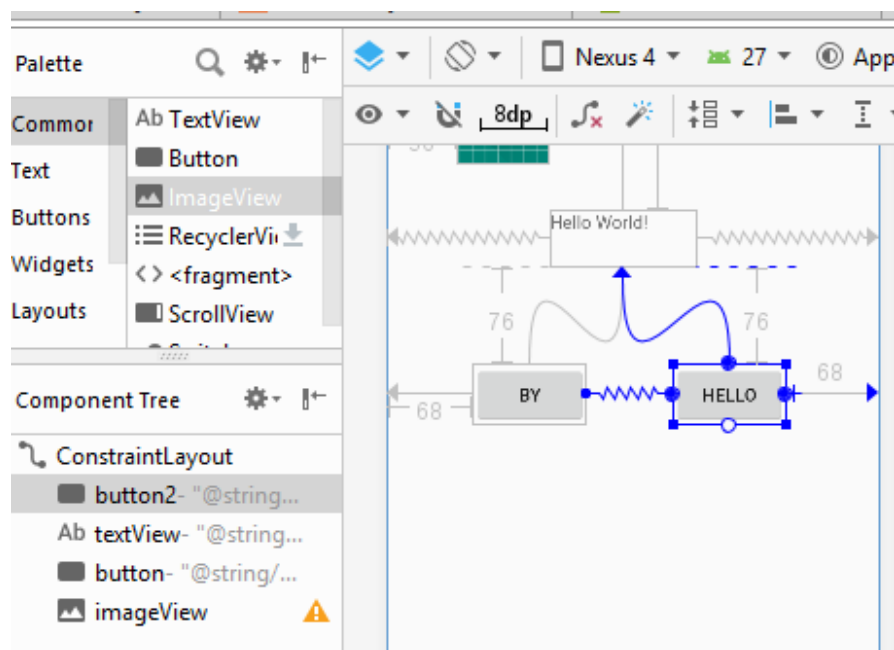 Palette
Nexus 4
27
App
Common
Ab TextView
8dp
Text
Button
ImageView
Buttons
RecyclerVi
Hello World!
Widgets
<> <fragment>
Layouts
ScrollView
76
76
Component Tree
BY
HELLO
68
68
ConstraintLayout
button2- "@string...
Ab textView- "@string...
button- "@string/...
imageView